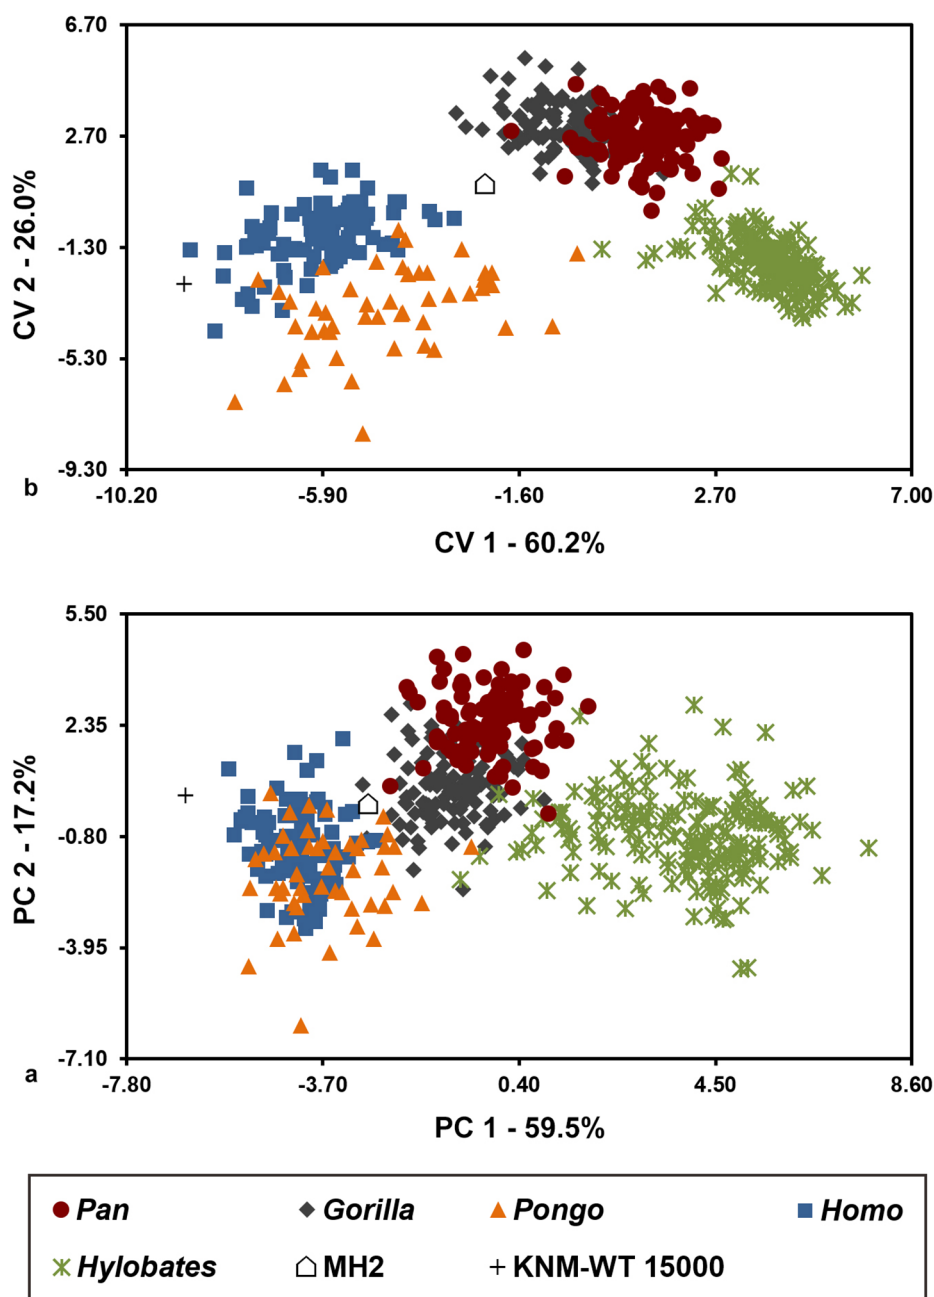 6.70
2.70
-1.30
-5.30
-9.30
CV 2 - 26.0%
b
-10.20 -5.90 -1.60 2.70 7.00
CV 1 - 60.2%
5.50
2.35
-0.80
-3.95
-7.10
PC 2 - 17.2%
a
-7.80 -3.70 0.40 4.50 8.60
PC 1 - 59.5%
Pan Gorilla Pongo Homo
Hylobates MH2 KNM-WT 15000